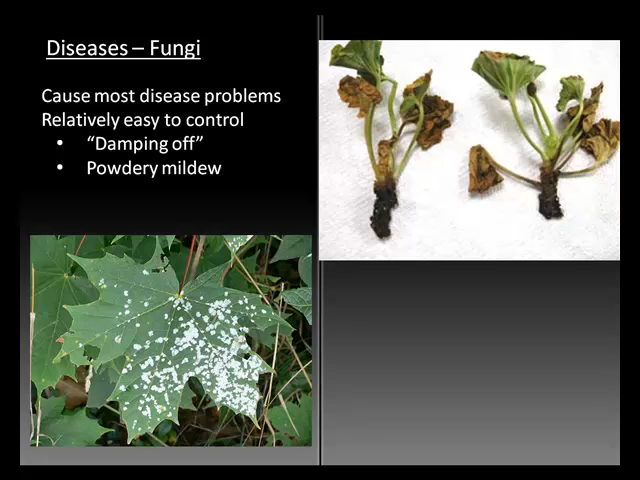 Diseases – Fungi
Cause most disease problems
Relatively easy to control
• “Damping off”
• Powdery mildew